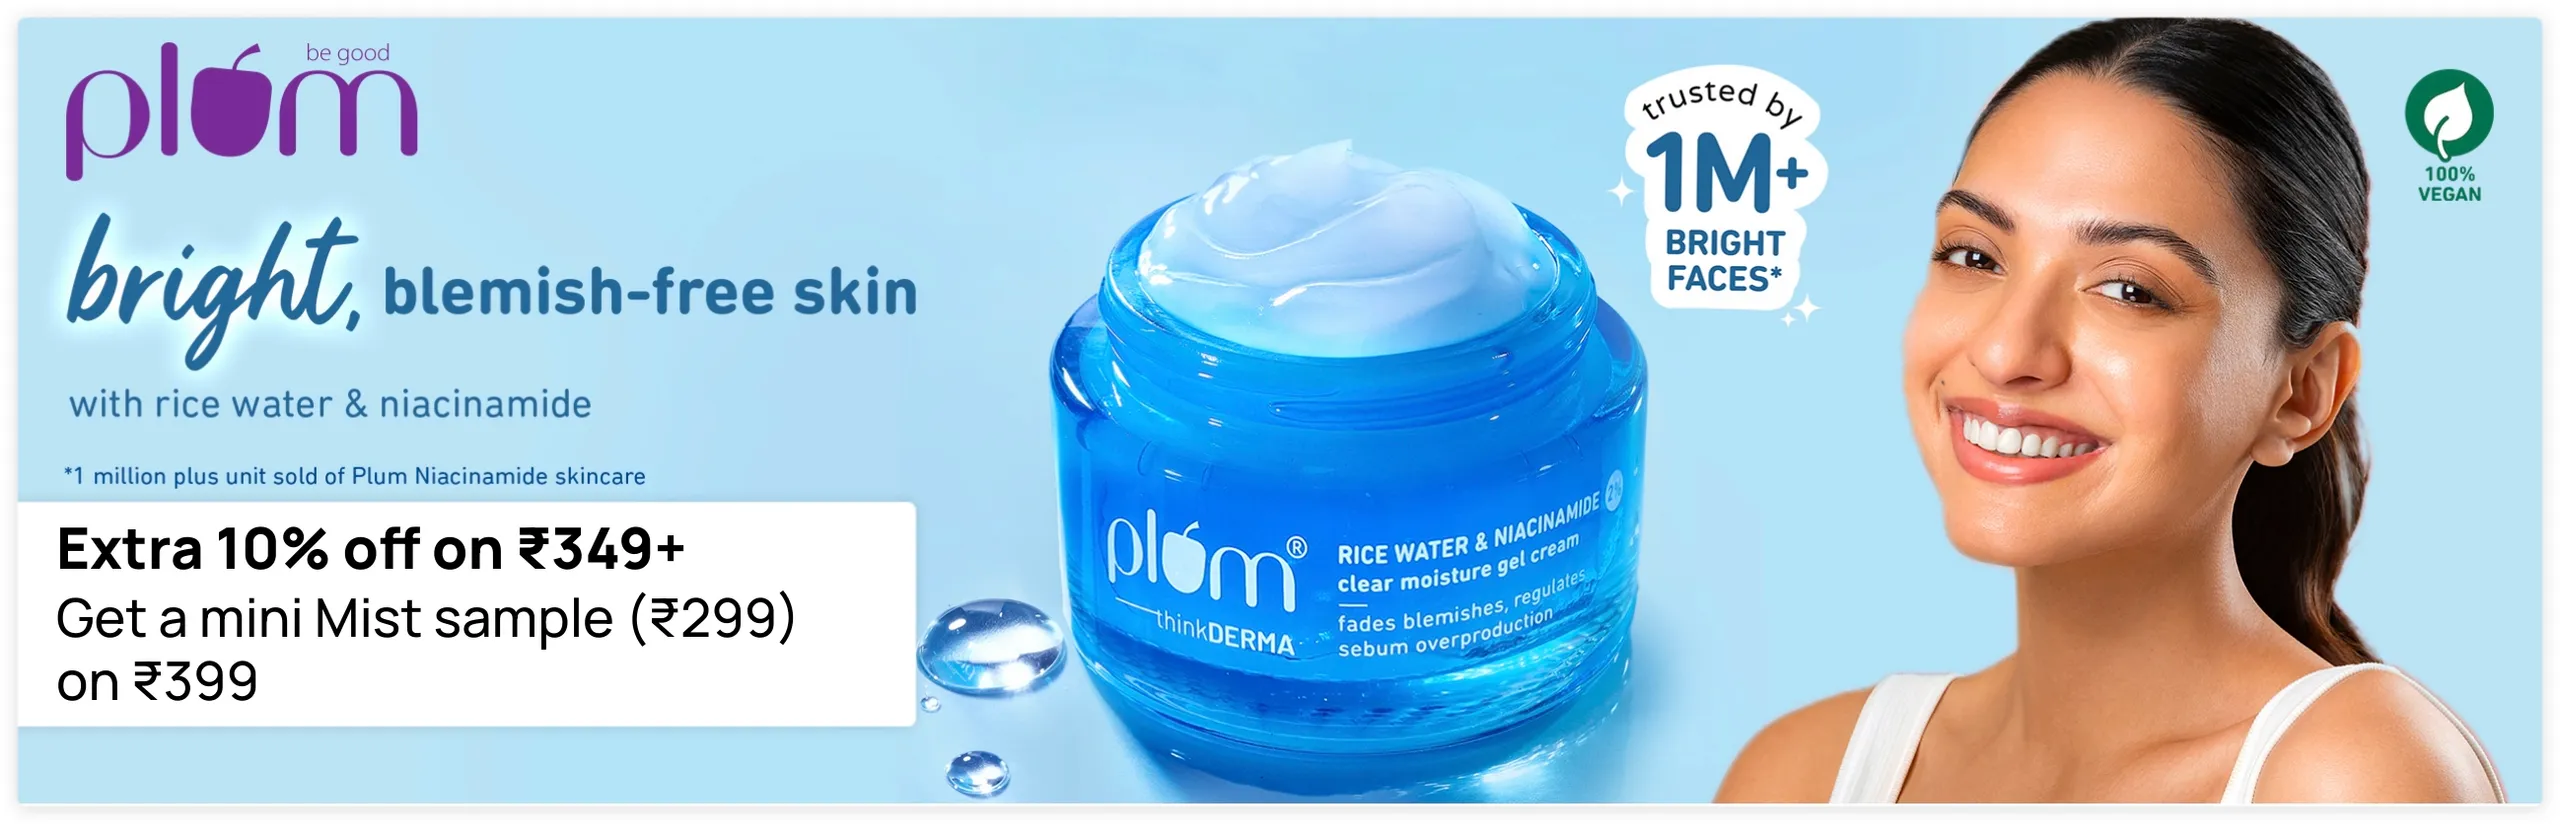 be good
plum
bright, blemish-free skin
with rice water & niacinamide
*1 million plus unit sold of Plum Niacinamide skincare
Extra 10% off on ₹349+
Get a mini Mist sample (₹299)
on ₹399
plum®
thinkDERMA
RICE WATER & NIACINAMIDE 2%
clear moisture gel cream
fades blemishes, regulates
sebum overproduction
trusted by
1M+
BRIGHT
FACES*
100%
VEGAN